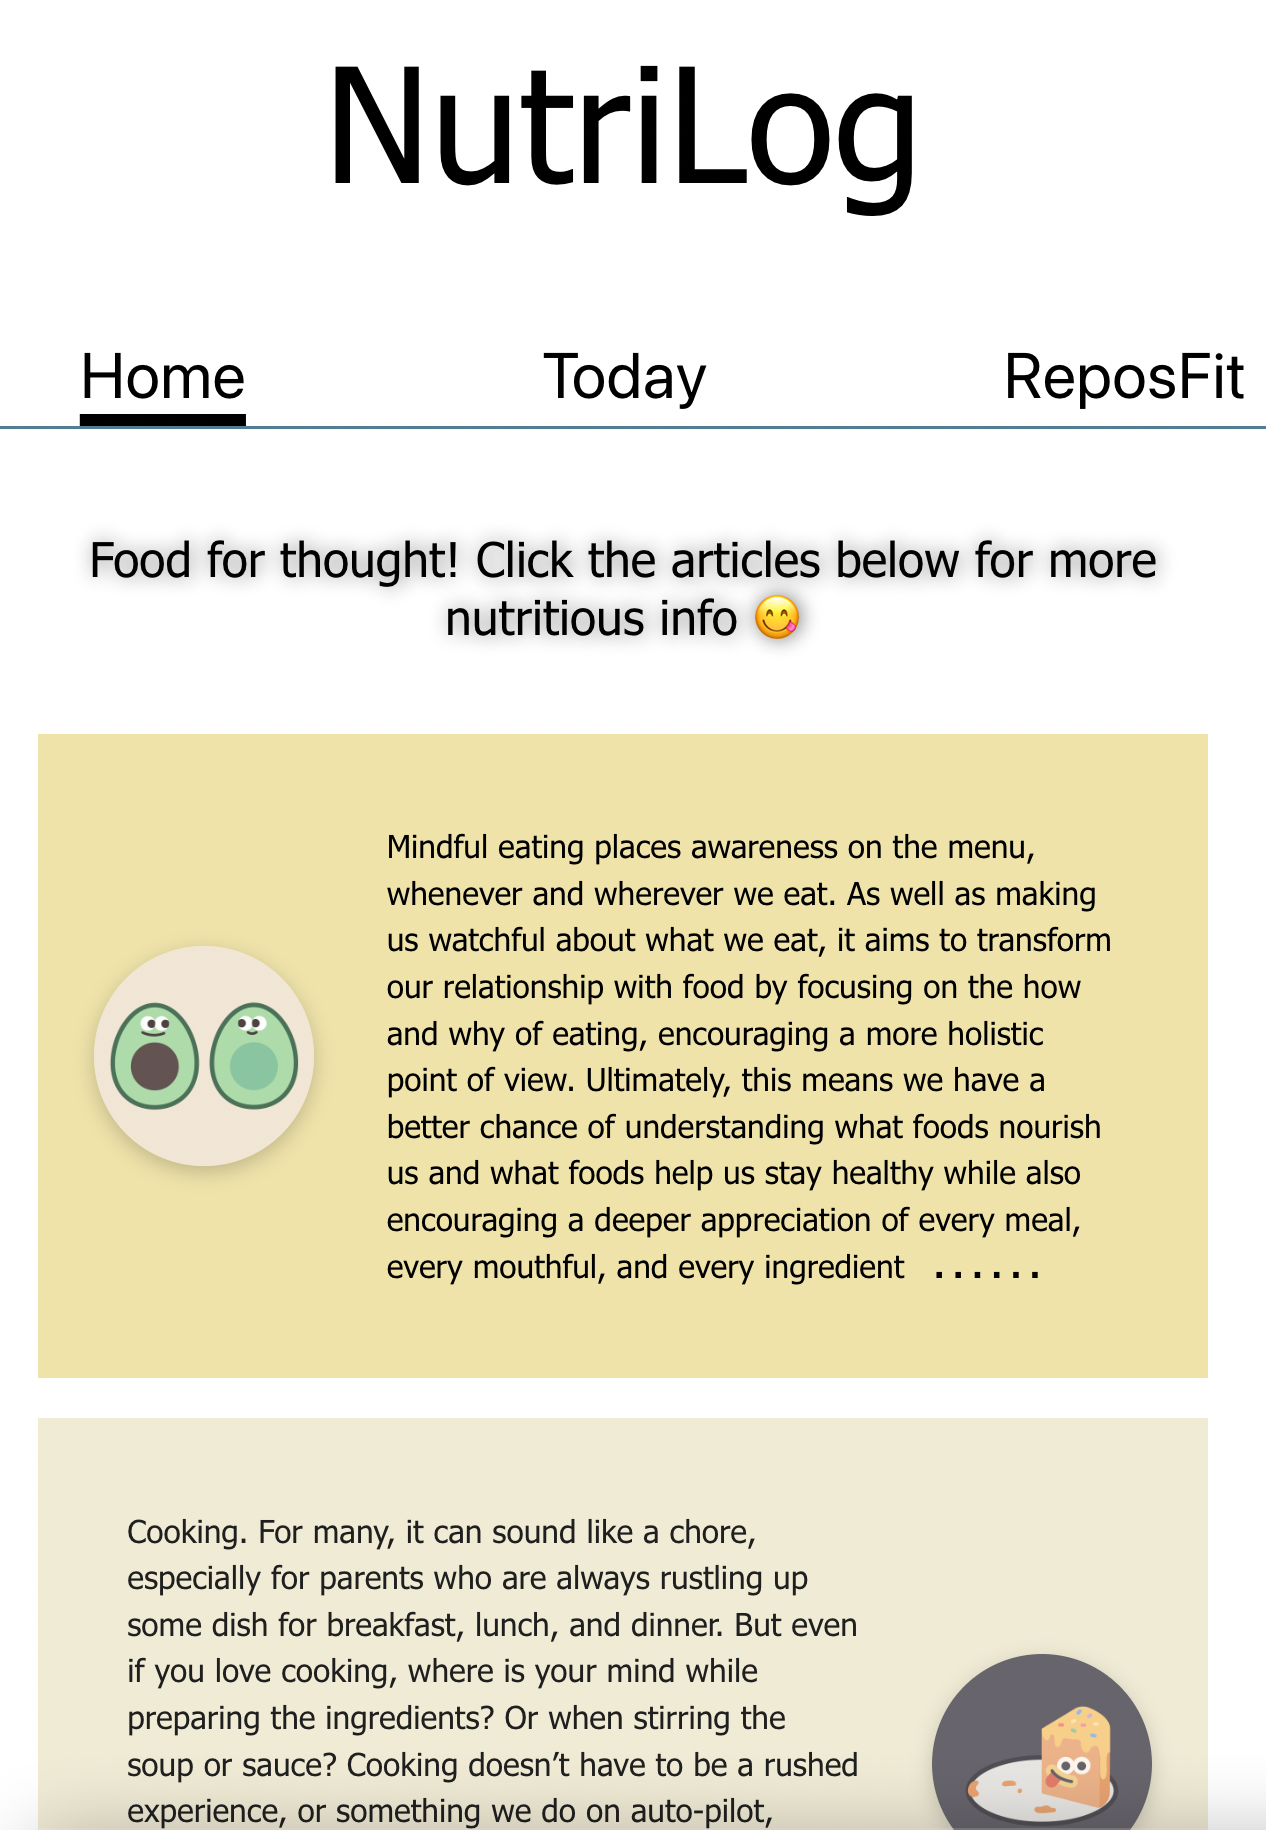 NutriLog
Home Today ReposFit
Food for thought! Click the articles below for more
nutritious info 😋
Mindful eating places awareness on the menu,
whenever and wherever we eat. As well as making
us watchful about what we eat, it aims to transform
our relationship with food by focusing on the how
and why of eating, encouraging a more holistic
point of view. Ultimately, this means we have a
better chance of understanding what foods nourish
us and what foods help us stay healthy while also
encouraging a deeper appreciation of every meal,
every mouthful, and every ingredient ......
Cooking. For many, it can sound like a chore,
especially for parents who are always rustling up
some dish for breakfast, lunch, and dinner. But even
if you love cooking, where is your mind while
preparing the ingredients? Or when stirring the
soup or sauce? Cooking doesn’t have to be a rushed
experience, or something we do on auto-pilot,